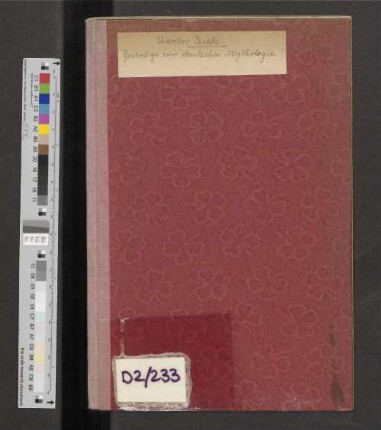 Theodor Siebs
Beiträge zur deutschen Mythologie
D2/233